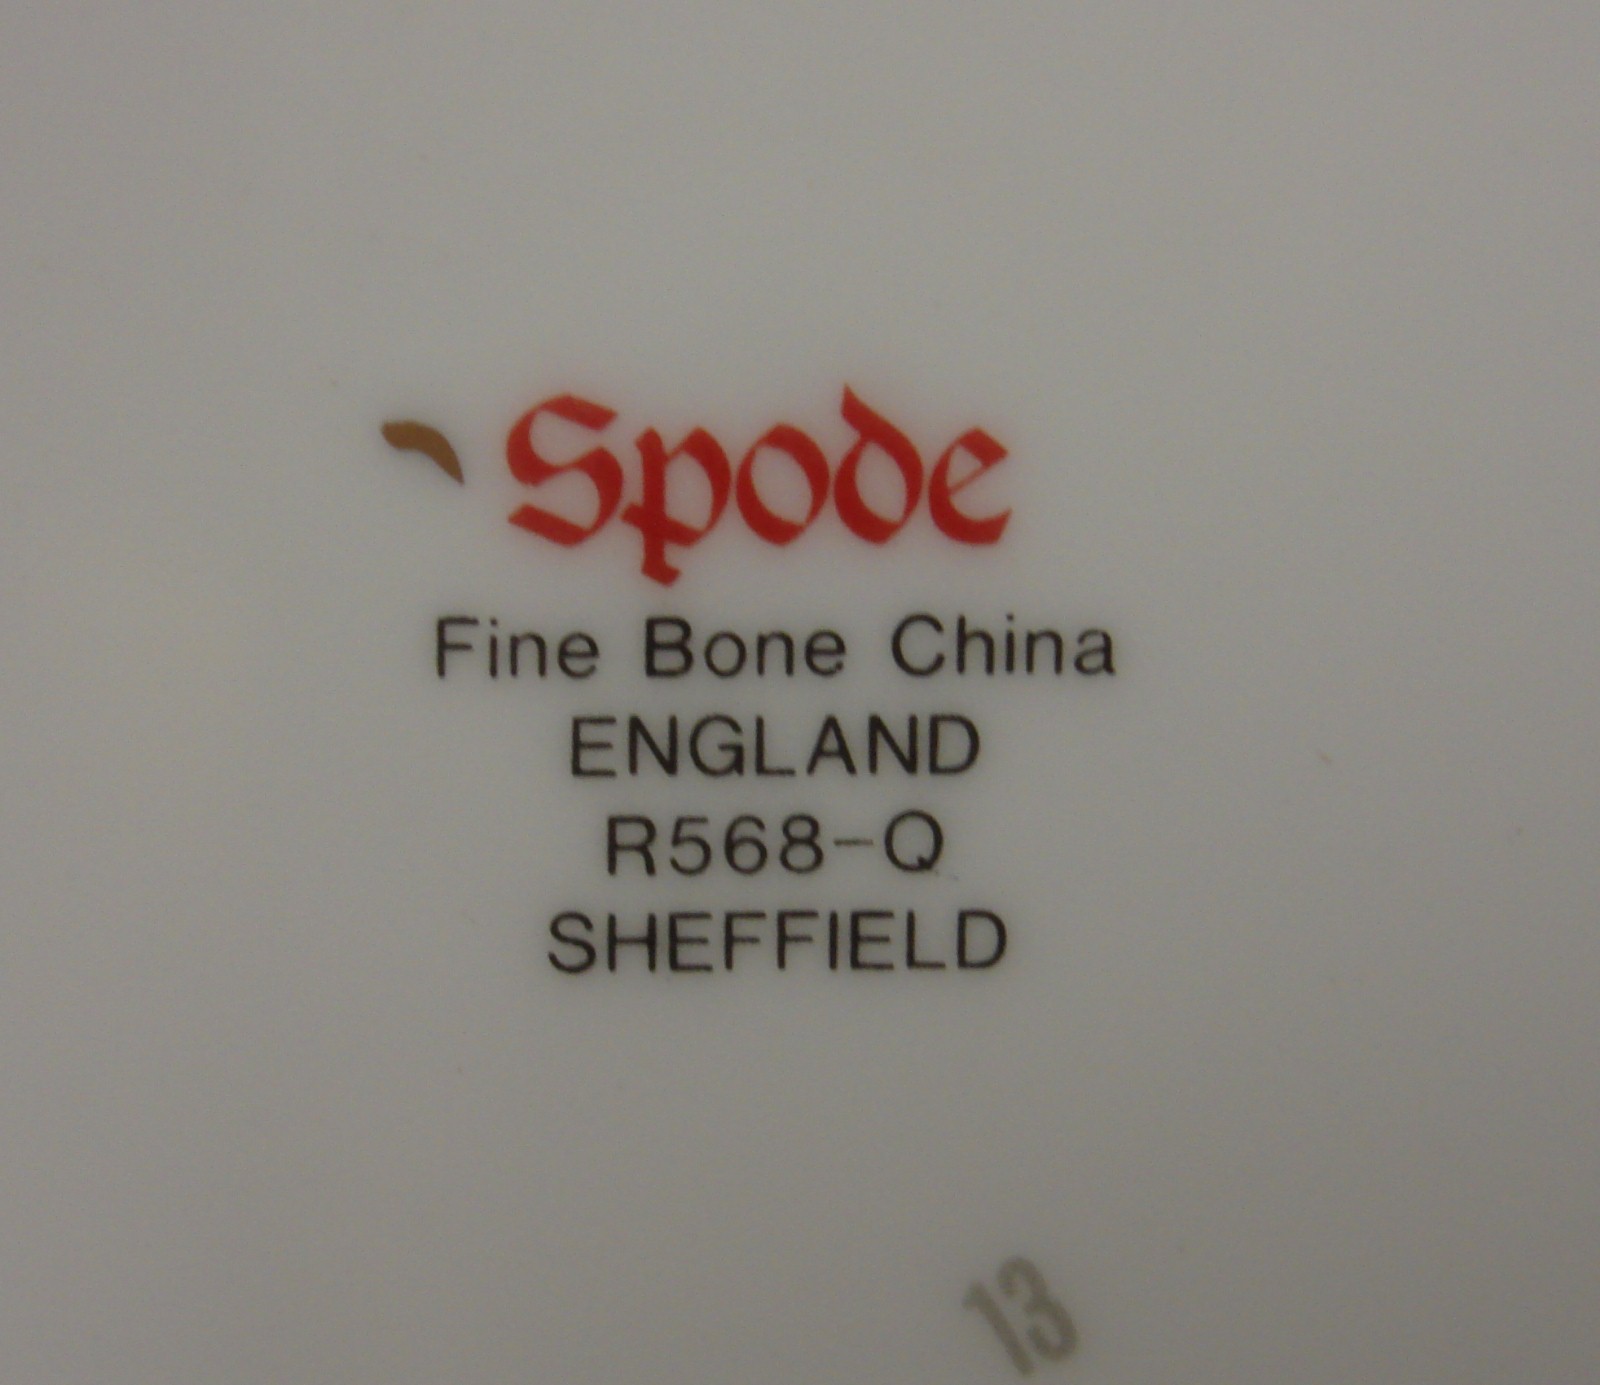 Spode
Fine Bone China
ENGLAND
R568-Q
SHEFFIELD
13